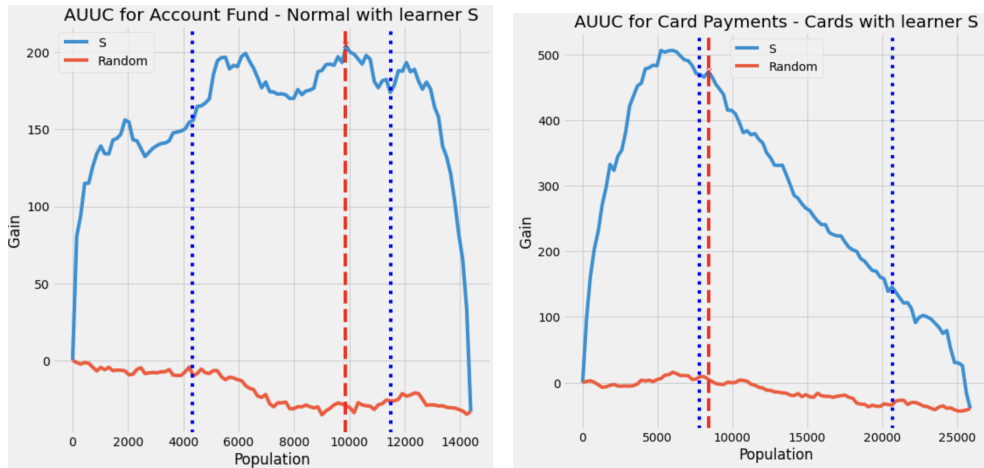 AUUC for Account Fund - Normal with learner S
S
Random
200
150
100
50
0
Gain
0
2000
4000
6000
8000
10000
12000
14000
Population
AUUC for Card Payments - Cards with learner S
S
Random
500
400
300
200
100
0
Gain
0
5000
10000
15000
20000
25000
Population